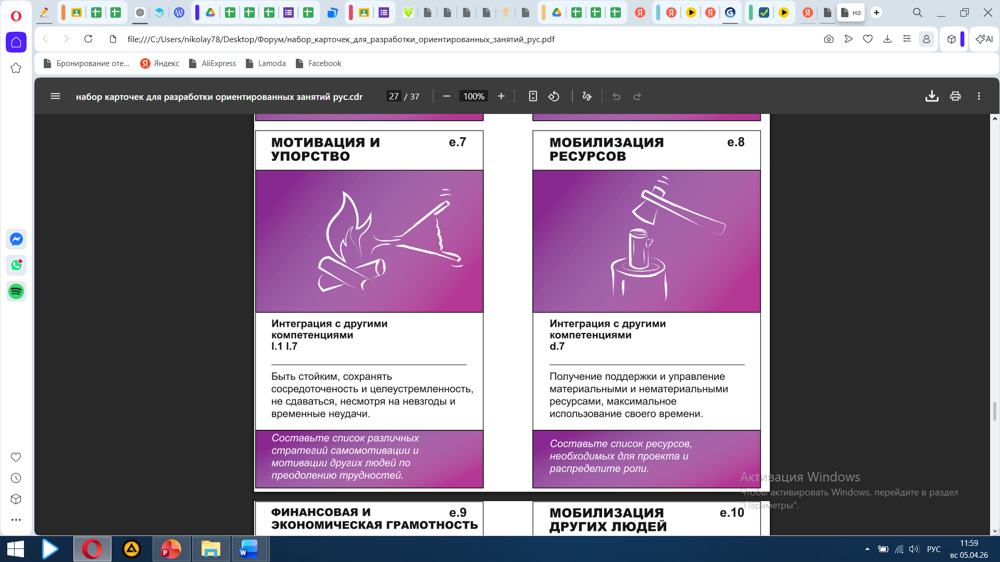 на
file:///C:/Users/nikolay78/Desktop/Форум/набор_карточек_для_разработки_ориентированных_занятий_рус.pdf
AI
Бронирование оте...
Яндекс
AliExpress
Lamoda
Facebook
набор карточек для разработки ориентированных занятий рус.cdr
27 / 37
100%
МОТИВАЦИЯ И
УПОРСТВО
e.7
Интеграция с другими
компетенциями
l.1 l.7
Быть стойким, сохранять
сосредоточеность и целеустремленность,
не сдаваться, несмотря на невзгоды и
временные неудачи.
Составьте список различных
стратегий самомотивации и
мотивации других людей по
преодолению трудностей.
МОБИЛИЗАЦИЯ
РЕСУРСОВ
e.8
Интеграция с другими
компетенциями
d.7
Получение поддержки и управление
материальными и нематериальными
ресурсами, максимальное
использование своего времени.
Составьте список ресурсов,
необходимых для проекта и
распределите роли.
ФИНАНСОВАЯ И
ЭКОНОМИЧЕСКАЯ ГРАМОТНОСТЬ
e.9
МОБИЛИЗАЦИЯ
ДРУГИХ ЛЮДЕЙ
e.10
Активация Windows
Чтобы активировать Windows, перейдите в раздел
"Параметры".
РУС
11:59
вс 05.04.26